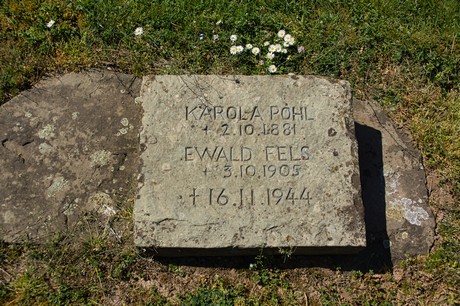 KAROLA PÖHL
+ 2.10.1881
EWALD FELS
+ 3.10.1905
+ 16.11.1944